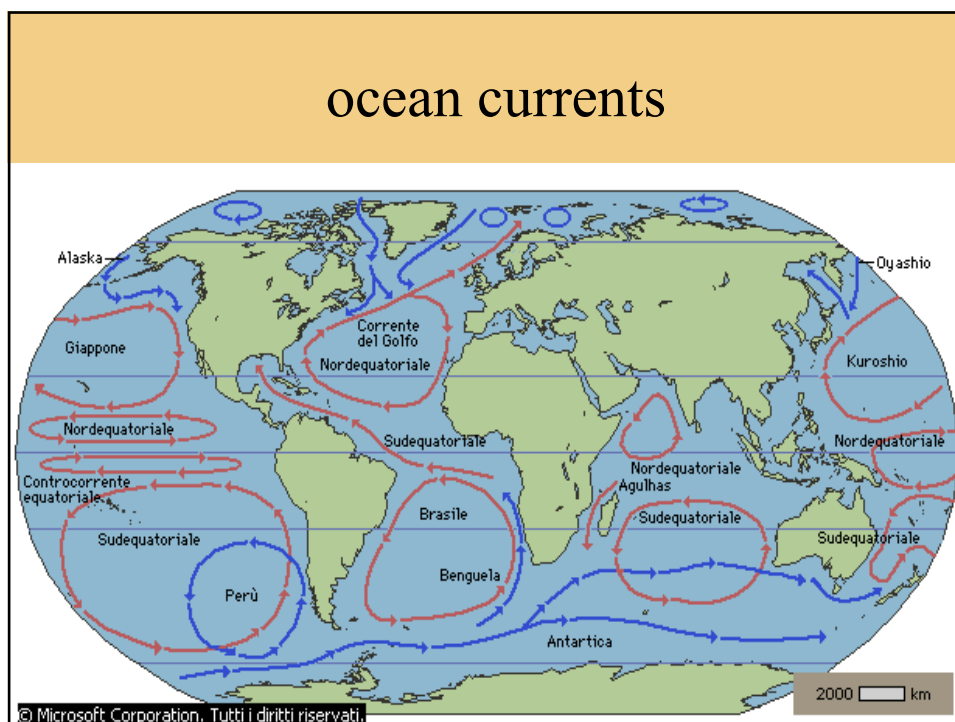 ocean currents
Alaska
Oyashio
Corrente
del Golfo
Giappone
Nordequatoriale
Kuroshio
Nordequatoriale
Sudequatoriale
Nordequatoriale
Nordequatoriale
Controcorrente
equatoriale
Agulhas
Brasile
Sudequatoriale
Sudequatoriale
Sudequatoriale
Benguela
Perù
Antartica
2000 km
© Microsoft Corporation. Tutti i diritti riservati.